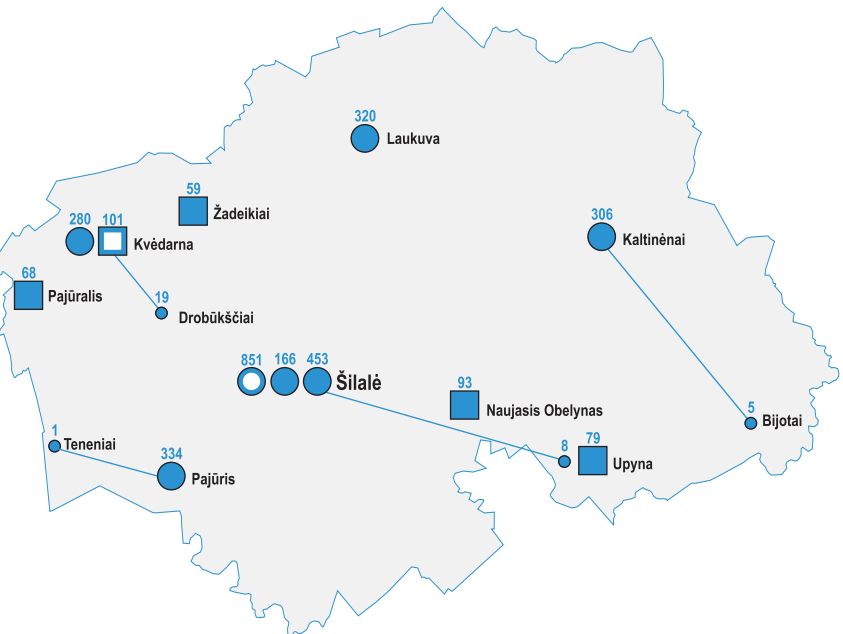 320
Laukuva
59
Žadeikiai
280 101
Kvėdarna
306
Kaltinėnai
68
Pajūralis
19
Drobūkščiai
851 166 453
Šilalė
93
Naujasis Obelynas
5
Bijotai
1
Teneniai
334
Pajūris
8 79
Upyna